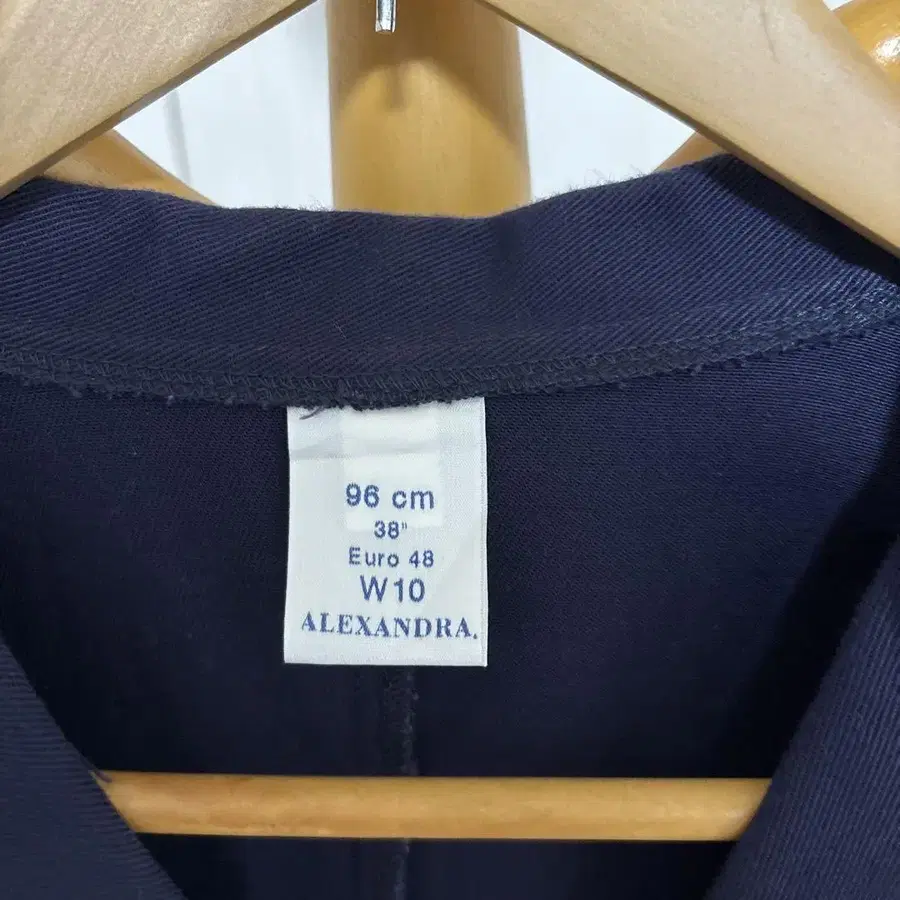 96 cm
38"
Euro 48
W10
ALEXANDRA.